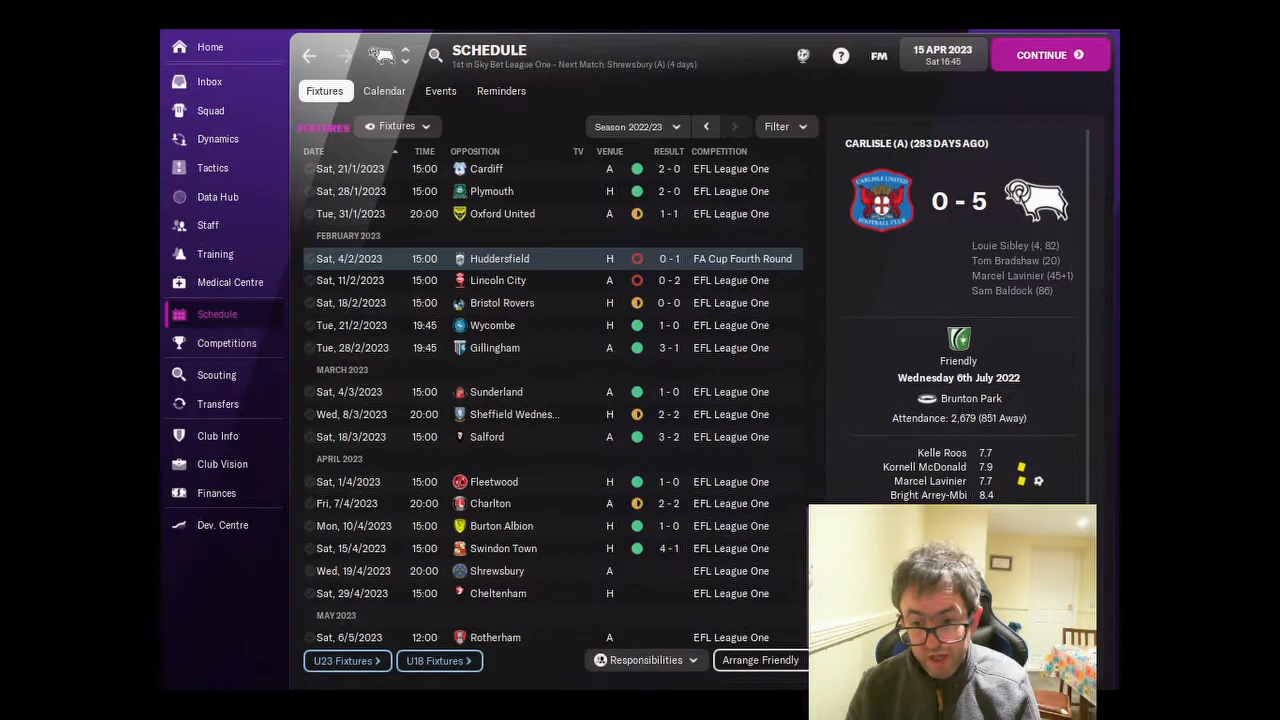 Home
Inbox
Squad
Dynamics
Tactics
Data Hub
Staff
Training
Medical Centre
Schedule
Competitions
Scouting
Transfers
Club Info
Club Vision
Finances
Dev. Centre
SCHEDULE
1st in Sky Bet League One - Next Match: Shrewsbury (A) (4 days)
?
FM
15 APR 2023
Sat 16:45
CONTINUE
Fixtures Calendar Events Reminders
FIXTURES Fixtures Season 2022/23 Filter
DATE TIME OPPOSITION TV VENUE RESULT COMPETITION
Sat, 21/1/2023 15:00 Cardiff A 2 - 0 EFL League One
Sat, 28/1/2023 15:00 Plymouth H 2 - 0 EFL League One
Tue, 31/1/2023 20:00 Oxford United A 1 - 1 EFL League One
FEBRUARY 2023
Sat, 4/2/2023 15:00 Huddersfield H 0 - 1 FA Cup Fourth Round
Sat, 11/2/2023 15:00 Lincoln City A 0 - 2 EFL League One
Sat, 18/2/2023 15:00 Bristol Rovers H 0 - 0 EFL League One
Tue, 21/2/2023 19:45 Wycombe H 1 - 0 EFL League One
Tue, 28/2/2023 19:45 Gillingham A 3 - 1 EFL League One
MARCH 2023
Sat, 4/3/2023 15:00 Sunderland A 1 - 0 EFL League One
Wed, 8/3/2023 20:00 Sheffield Wednes... H 2 - 2 EFL League One
Sat, 18/3/2023 15:00 Salford A 3 - 2 EFL League One
APRIL 2023
Sat, 1/4/2023 15:00 Fleetwood H 1 - 0 EFL League One
Fri, 7/4/2023 20:00 Charlton A 2 - 2 EFL League One
Mon, 10/4/2023 15:00 Burton Albion H 1 - 0 EFL League One
Sat, 15/4/2023 15:00 Swindon Town H 4 - 1 EFL League One
Wed, 19/4/2023 20:00 Shrewsbury A EFL League One
Sat, 29/4/2023 15:00 Cheltenham H EFL League One
MAY 2023
Sat, 6/5/2023 12:00 Rotherham A EFL League One
U23 Fixtures U18 Fixtures Responsibilities Arrange Friendly
CARLISLE (A) (283 DAYS AGO)
CARLISLE UNITED
FOOTBALL CLUB
0 - 5
Louie Sibley (4, 82)
Tom Bradshaw (20)
Marcel Lavinier (45+1)
Sam Baldock (86)
Friendly
Wednesday 6th July 2022
Brunton Park
Attendance: 2,679 (851 Away)
Kelle Roos 7.7
Kornell McDonald 7.9
Marcel Lavinier 7.7
Bright Arrey-Mbi 8.4